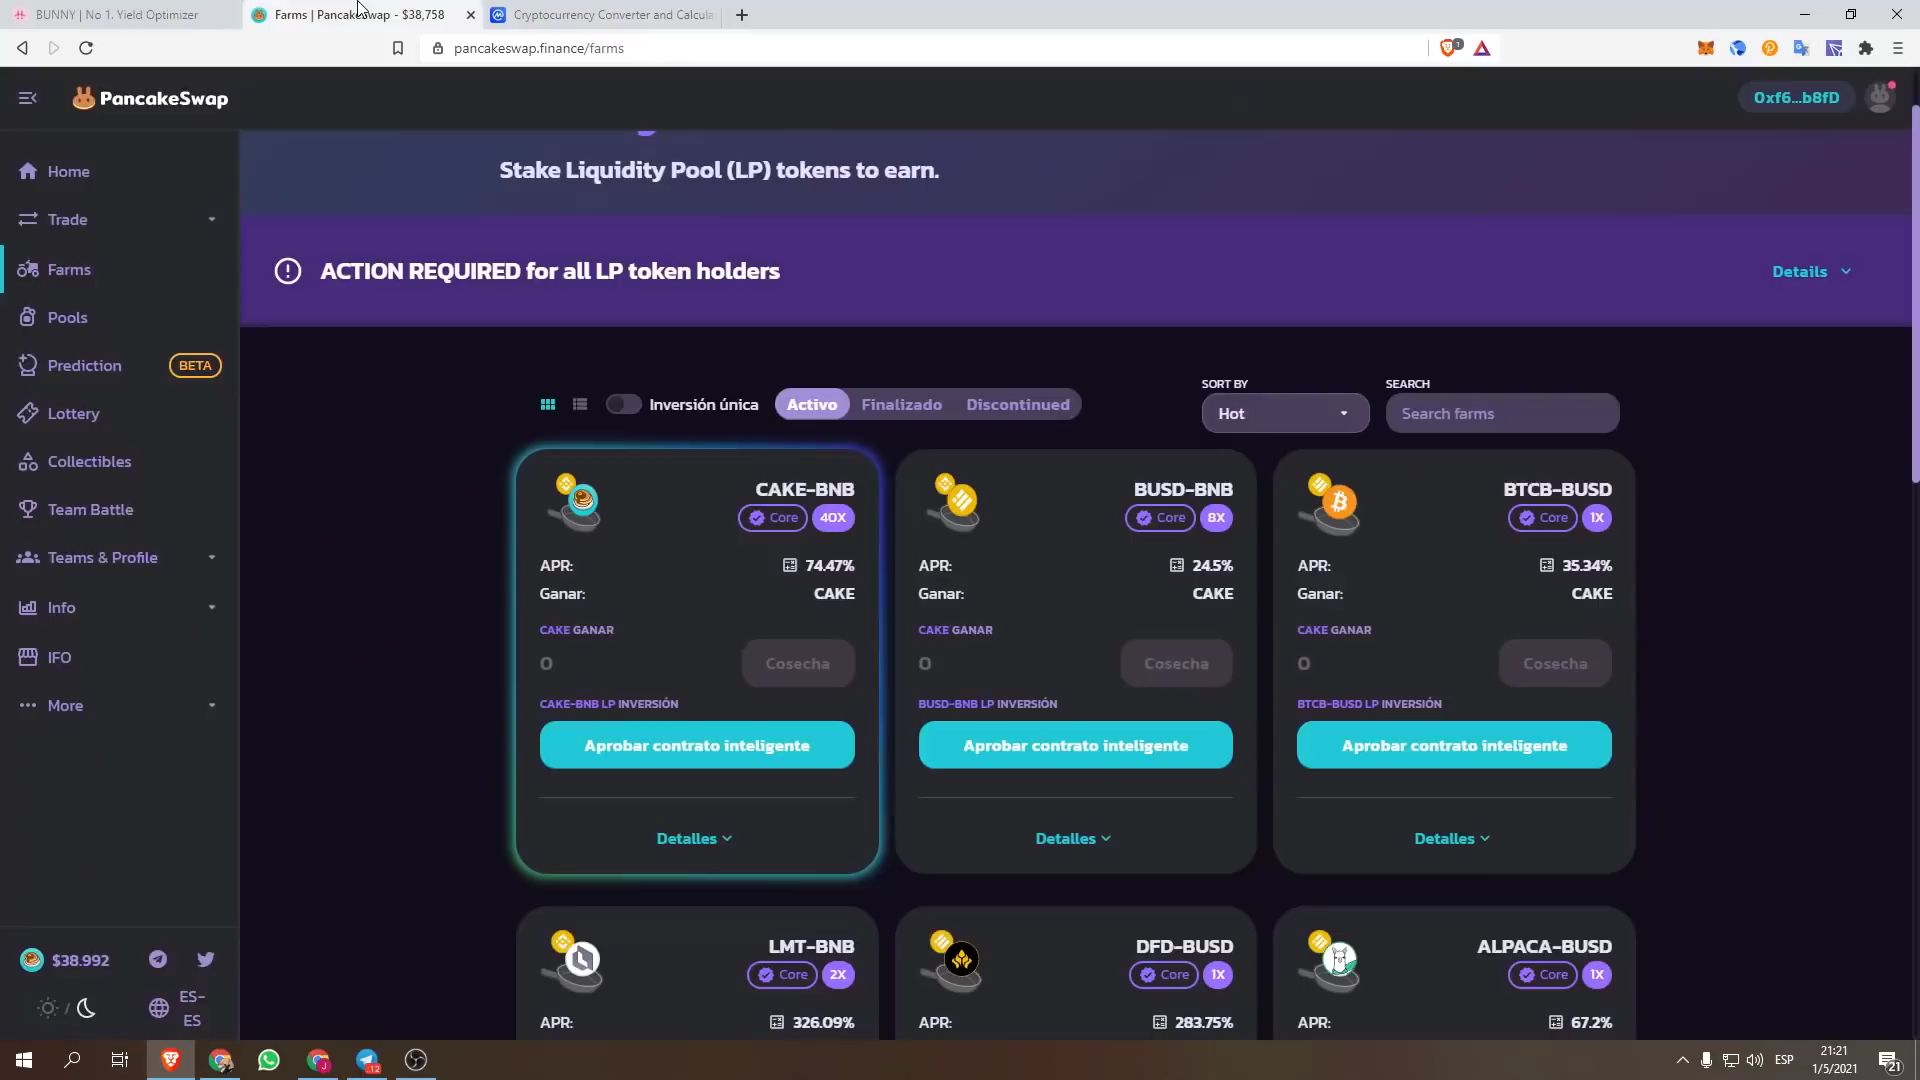 BUNNY | No 1. Yield Optimizer
Farms | PancakeSwap - $38,758
Cryptocurrency Converter and Calcula
pancakeswap.finance/farms
1
PancakeSwap
0xf6...b8fD
Home
Trade
Farms
Pools
Prediction
BETA
Lottery
Collectibles
Team Battle
Teams & Profile
Info
IFO
More
$38.992
/
ES-
ES
Stake Liquidity Pool (LP) tokens to earn.
ACTION REQUIRED for all LP token holders
Details
Inversión única
Activo
Finalizado
Discontinued
SORT BY
Hot
SEARCH
Search farms
CAKE-BNB
Core
40X
APR:
74.47%
Ganar:
CAKE
CAKE GANAR
0
Cosecha
CAKE-BNB LP INVERSIÓN
Aprobar contrato inteligente
Detalles
BUSD-BNB
Core
8X
APR:
24.5%
Ganar:
CAKE
CAKE GANAR
0
Cosecha
BUSD-BNB LP INVERSIÓN
Aprobar contrato inteligente
Detalles
BTCB-BUSD
Core
1X
APR:
35.34%
Ganar:
CAKE
CAKE GANAR
0
Cosecha
BTCB-BUSD LP INVERSIÓN
Aprobar contrato inteligente
Detalles
LMT-BNB
Core
2X
APR:
326.09%
DFD-BUSD
Core
1X
APR:
283.75%
ALPACA-BUSD
Core
1X
APR:
67.2%
12
ESP
21:21
1/5/2021
21